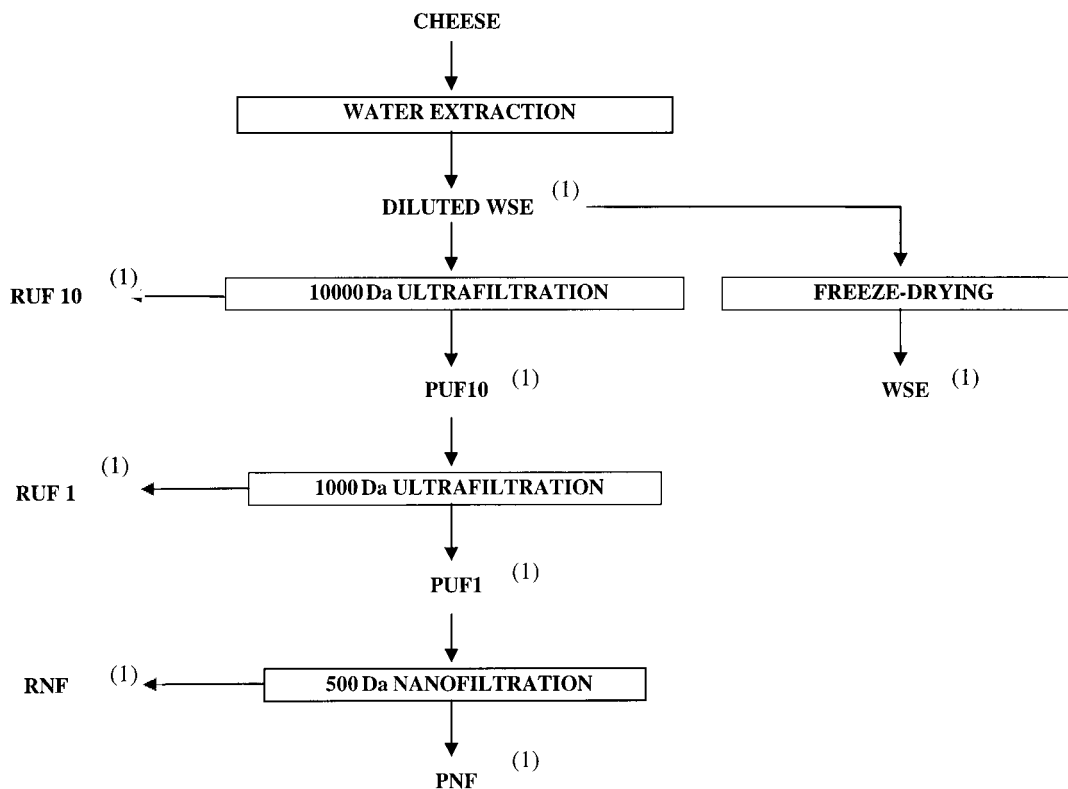 CHEESE
WATER EXTRACTION
DILUTED WSE (1)
RUF 10 (1)
10000 Da ULTRAFILTRATION
FREEZE-DRYING
PUF10 (1)
WSE (1)
RUF 1 (1)
1000 Da ULTRAFILTRATION
PUF1 (1)
RNF (1)
500 Da NANOFILTRATION
PNF (1)